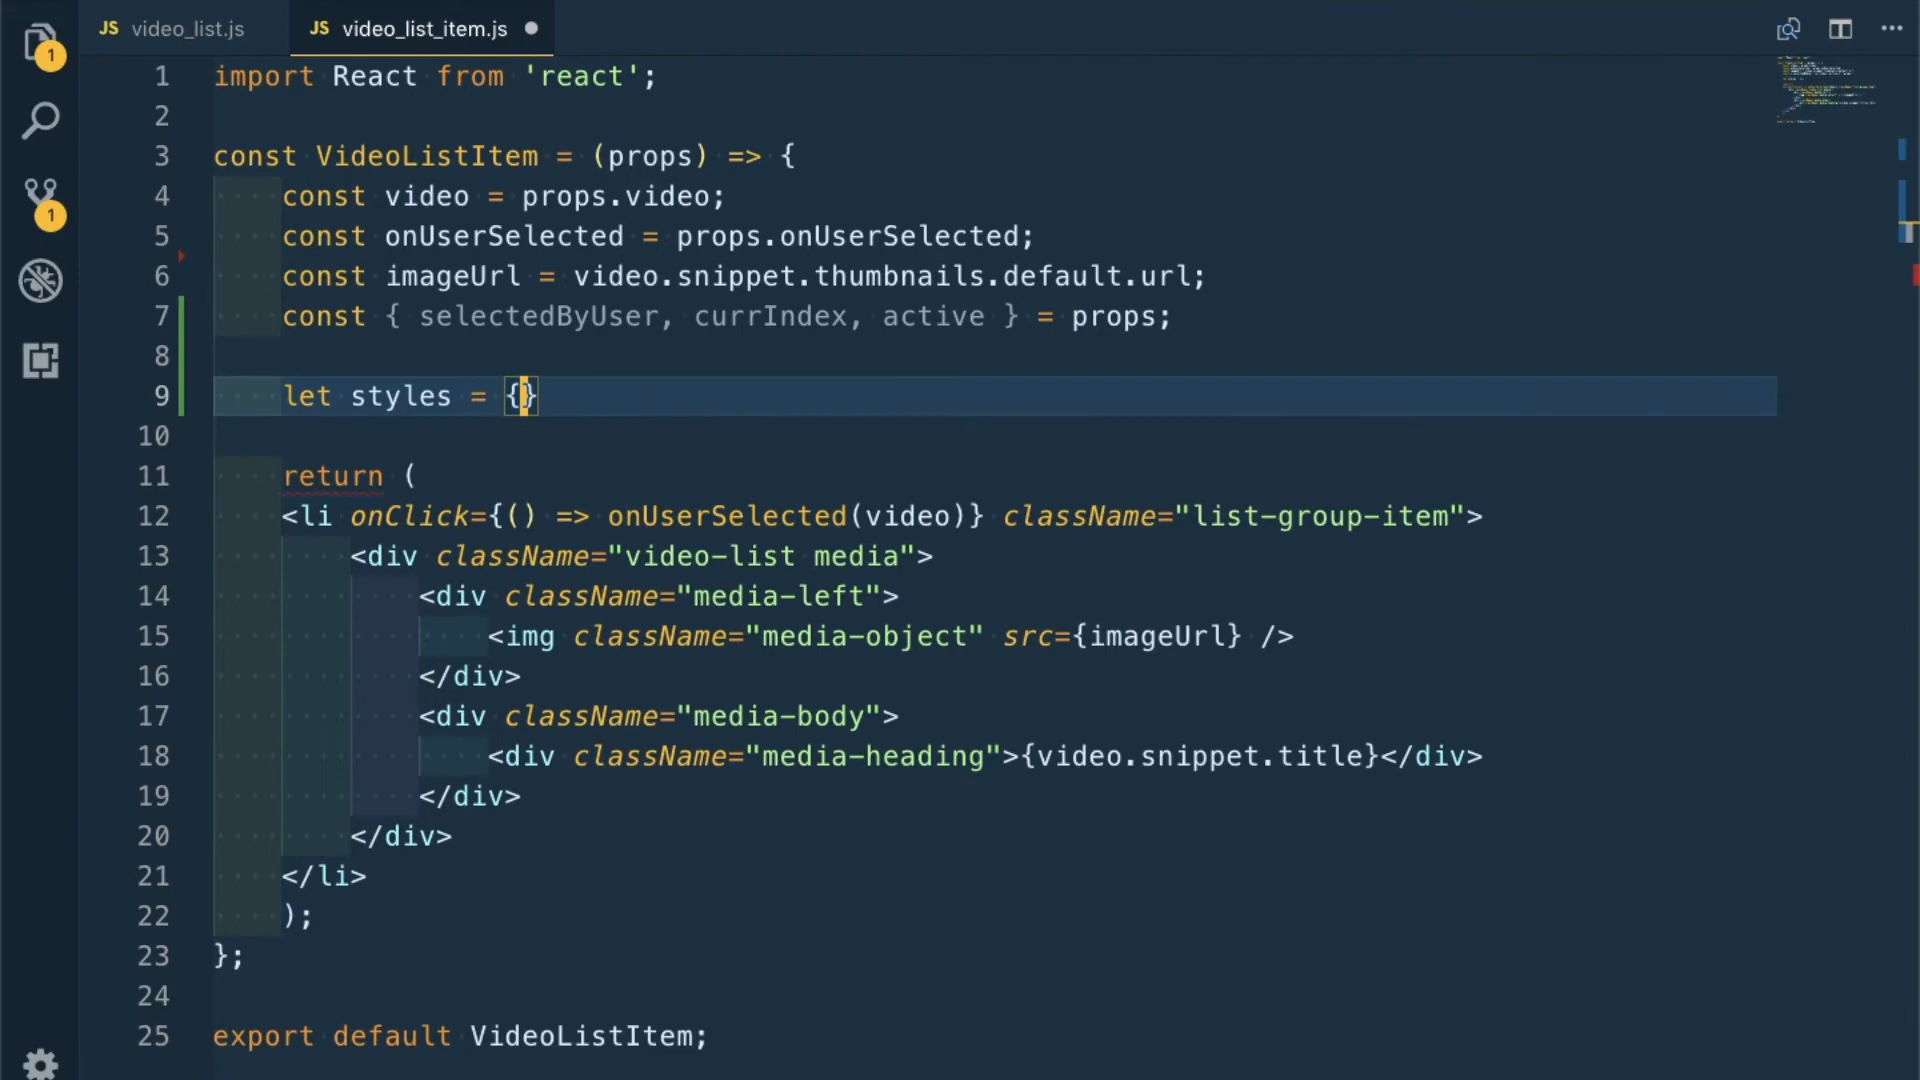 JS video_list.js JS video_list_item.js
1
1
1 import React from 'react';
2
3 const VideoListItem = (props) => {
4 const video = props.video;
5 const onUserSelected = props.onUserSelected;
6 const imageUrl = video.snippet.thumbnails.default.url;
7 const { selectedByUser, currIndex, active } = props;
8
9 let styles = {}
10
11 return (
12 <li onClick={() => onUserSelected(video)} className="list-group-item">
13 <div className="video-list media">
14 <div className="media-left">
15 <img className="media-object" src={imageUrl} />
16 </div>
17 <div className="media-body">
18 <div className="media-heading">{video.snippet.title}</div>
19 </div>
20 </div>
21 </li>
22 );
23 };
24
25 export default VideoListItem;